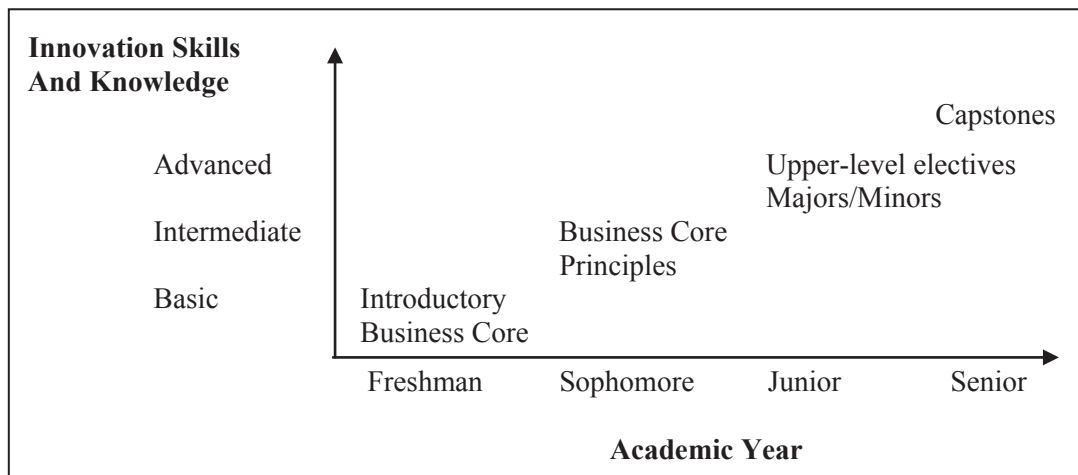 Innovation Skills
And Knowledge
Capstones
Advanced
Upper-level electives
Majors/Minors
Intermediate
Business Core
Principles
Basic
Introductory
Business Core
Freshman
Sophomore
Junior
Senior
Academic Year